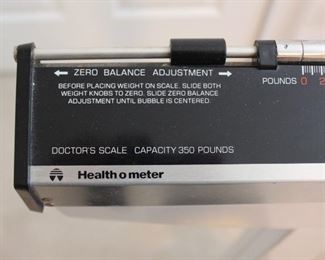 ← ZERO BALANCE ADJUSTMENT →
BEFORE PLACING WEIGHT ON SCALE. SLIDE BOTH
WEIGHT KNOBS TO ZERO. SLIDE ZERO BALANCE
ADJUSTMENT UNTIL BUBBLE IS CENTERED.
POUNDS 0 2
DOCTOR'S SCALE CAPACITY 350 POUNDS
Health o meter